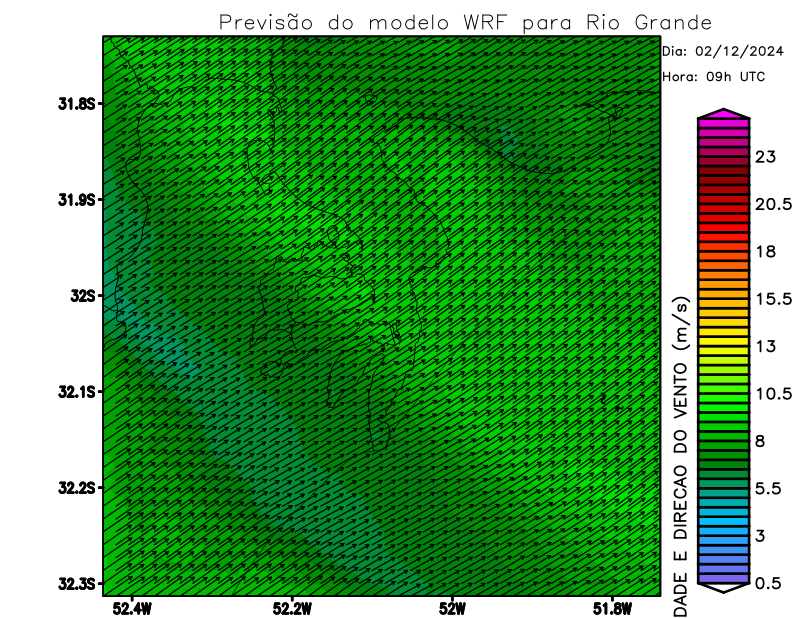 Previsão do modelo WRF para Rio Grande
Dia: 02/12/2024
Hora: 09h UTC
31.8S
31.9S
32S
32.1S
32.2S
32.3S
52.4W
52.2W
52W
51.8W
DADE E DIRECAO DO VENTO (m/s)
23
20.5
18
15.5
13
10.5
8
5.5
3
0.5